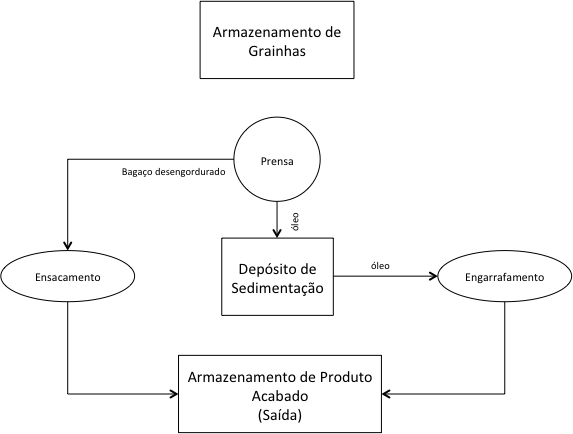 Armazenamento de
Grainhas
Prensa
Bagaço desengordurado
óleo
Ensacamento
Depósito de
Sedimentação
óleo
Engarrafamento
Armazenamento de Produto
Acabado
(Saída)